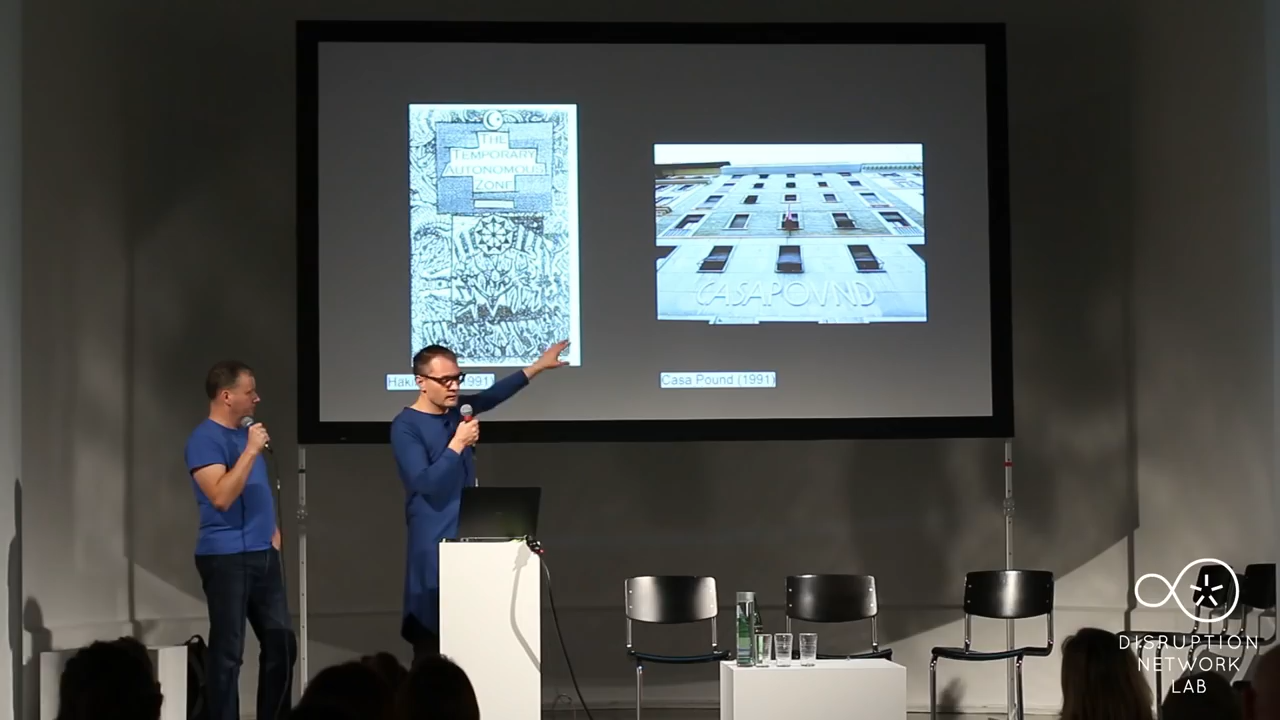 THE
TEMPORARY
AUTONOMOUS
ZONE
CASAPOVND
1991)
Casa Pound (1991)
DISRUPTION
NETWORK
LAB